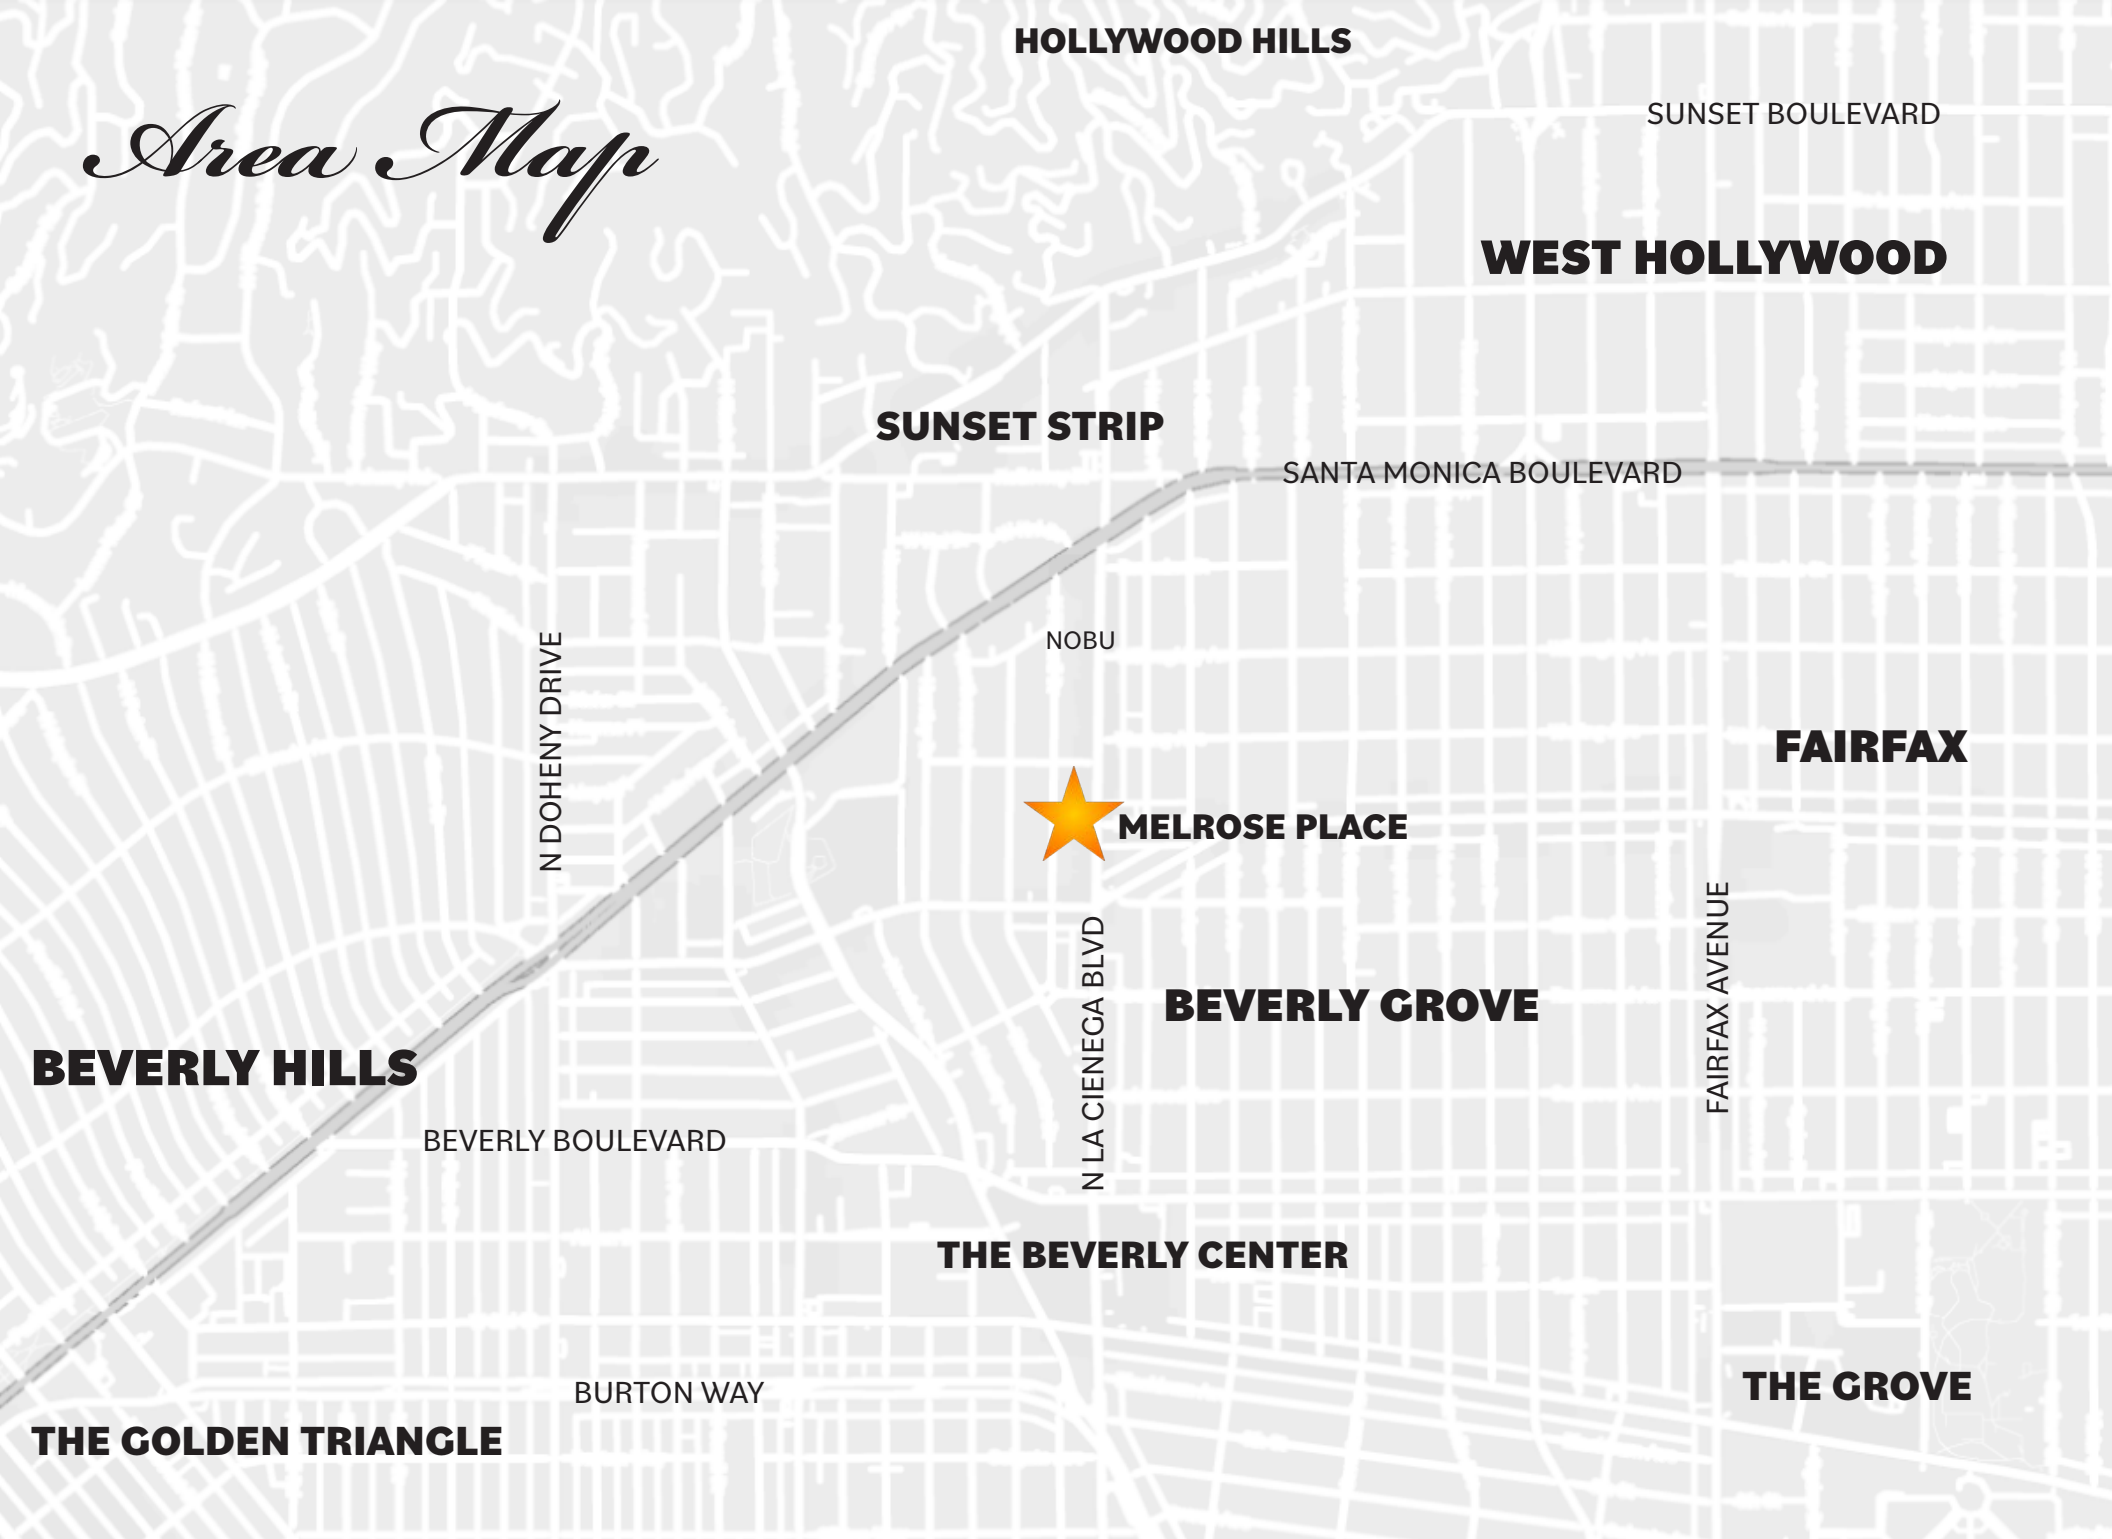 HOLLYWOOD HILLS
Area Map
SUNSET BOULEVARD
WEST HOLLYWOOD
SUNSET STRIP
SANTA MONICA BOULEVARD
NOBU
N DOHENY DRIVE
FAIRFAX
MELROSE PLACE
FAIRFAX AVENUE
N LA CIENEGA BLVD
BEVERLY GROVE
BEVERLY HILLS
BEVERLY BOULEVARD
THE BEVERLY CENTER
THE GROVE
BURTON WAY
THE GOLDEN TRIANGLE